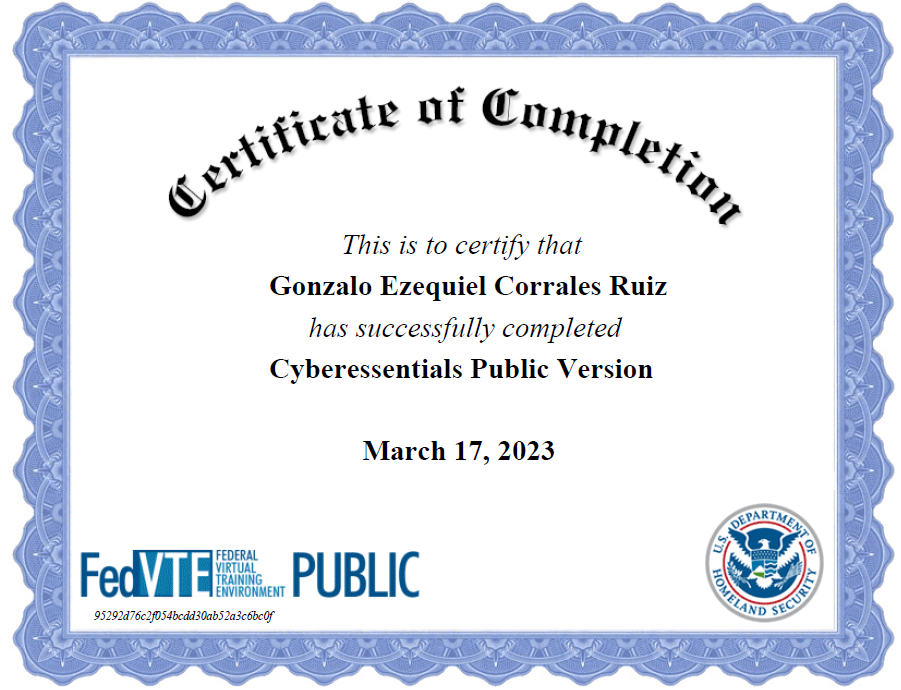 Certificate of Completion
This is to certify that
Gonzalo Ezequiel Corrales Ruiz
has successfully completed
Cyberessentials Public Version
March 17, 2023
FedVTE FEDERAL VIRTUAL TRAINING ENVIRONMENT PUBLIC
95292d76c2f054bcdd30ab52a3c6bc0f
U.S. DEPARTMENT OF HOMELAND SECURITY